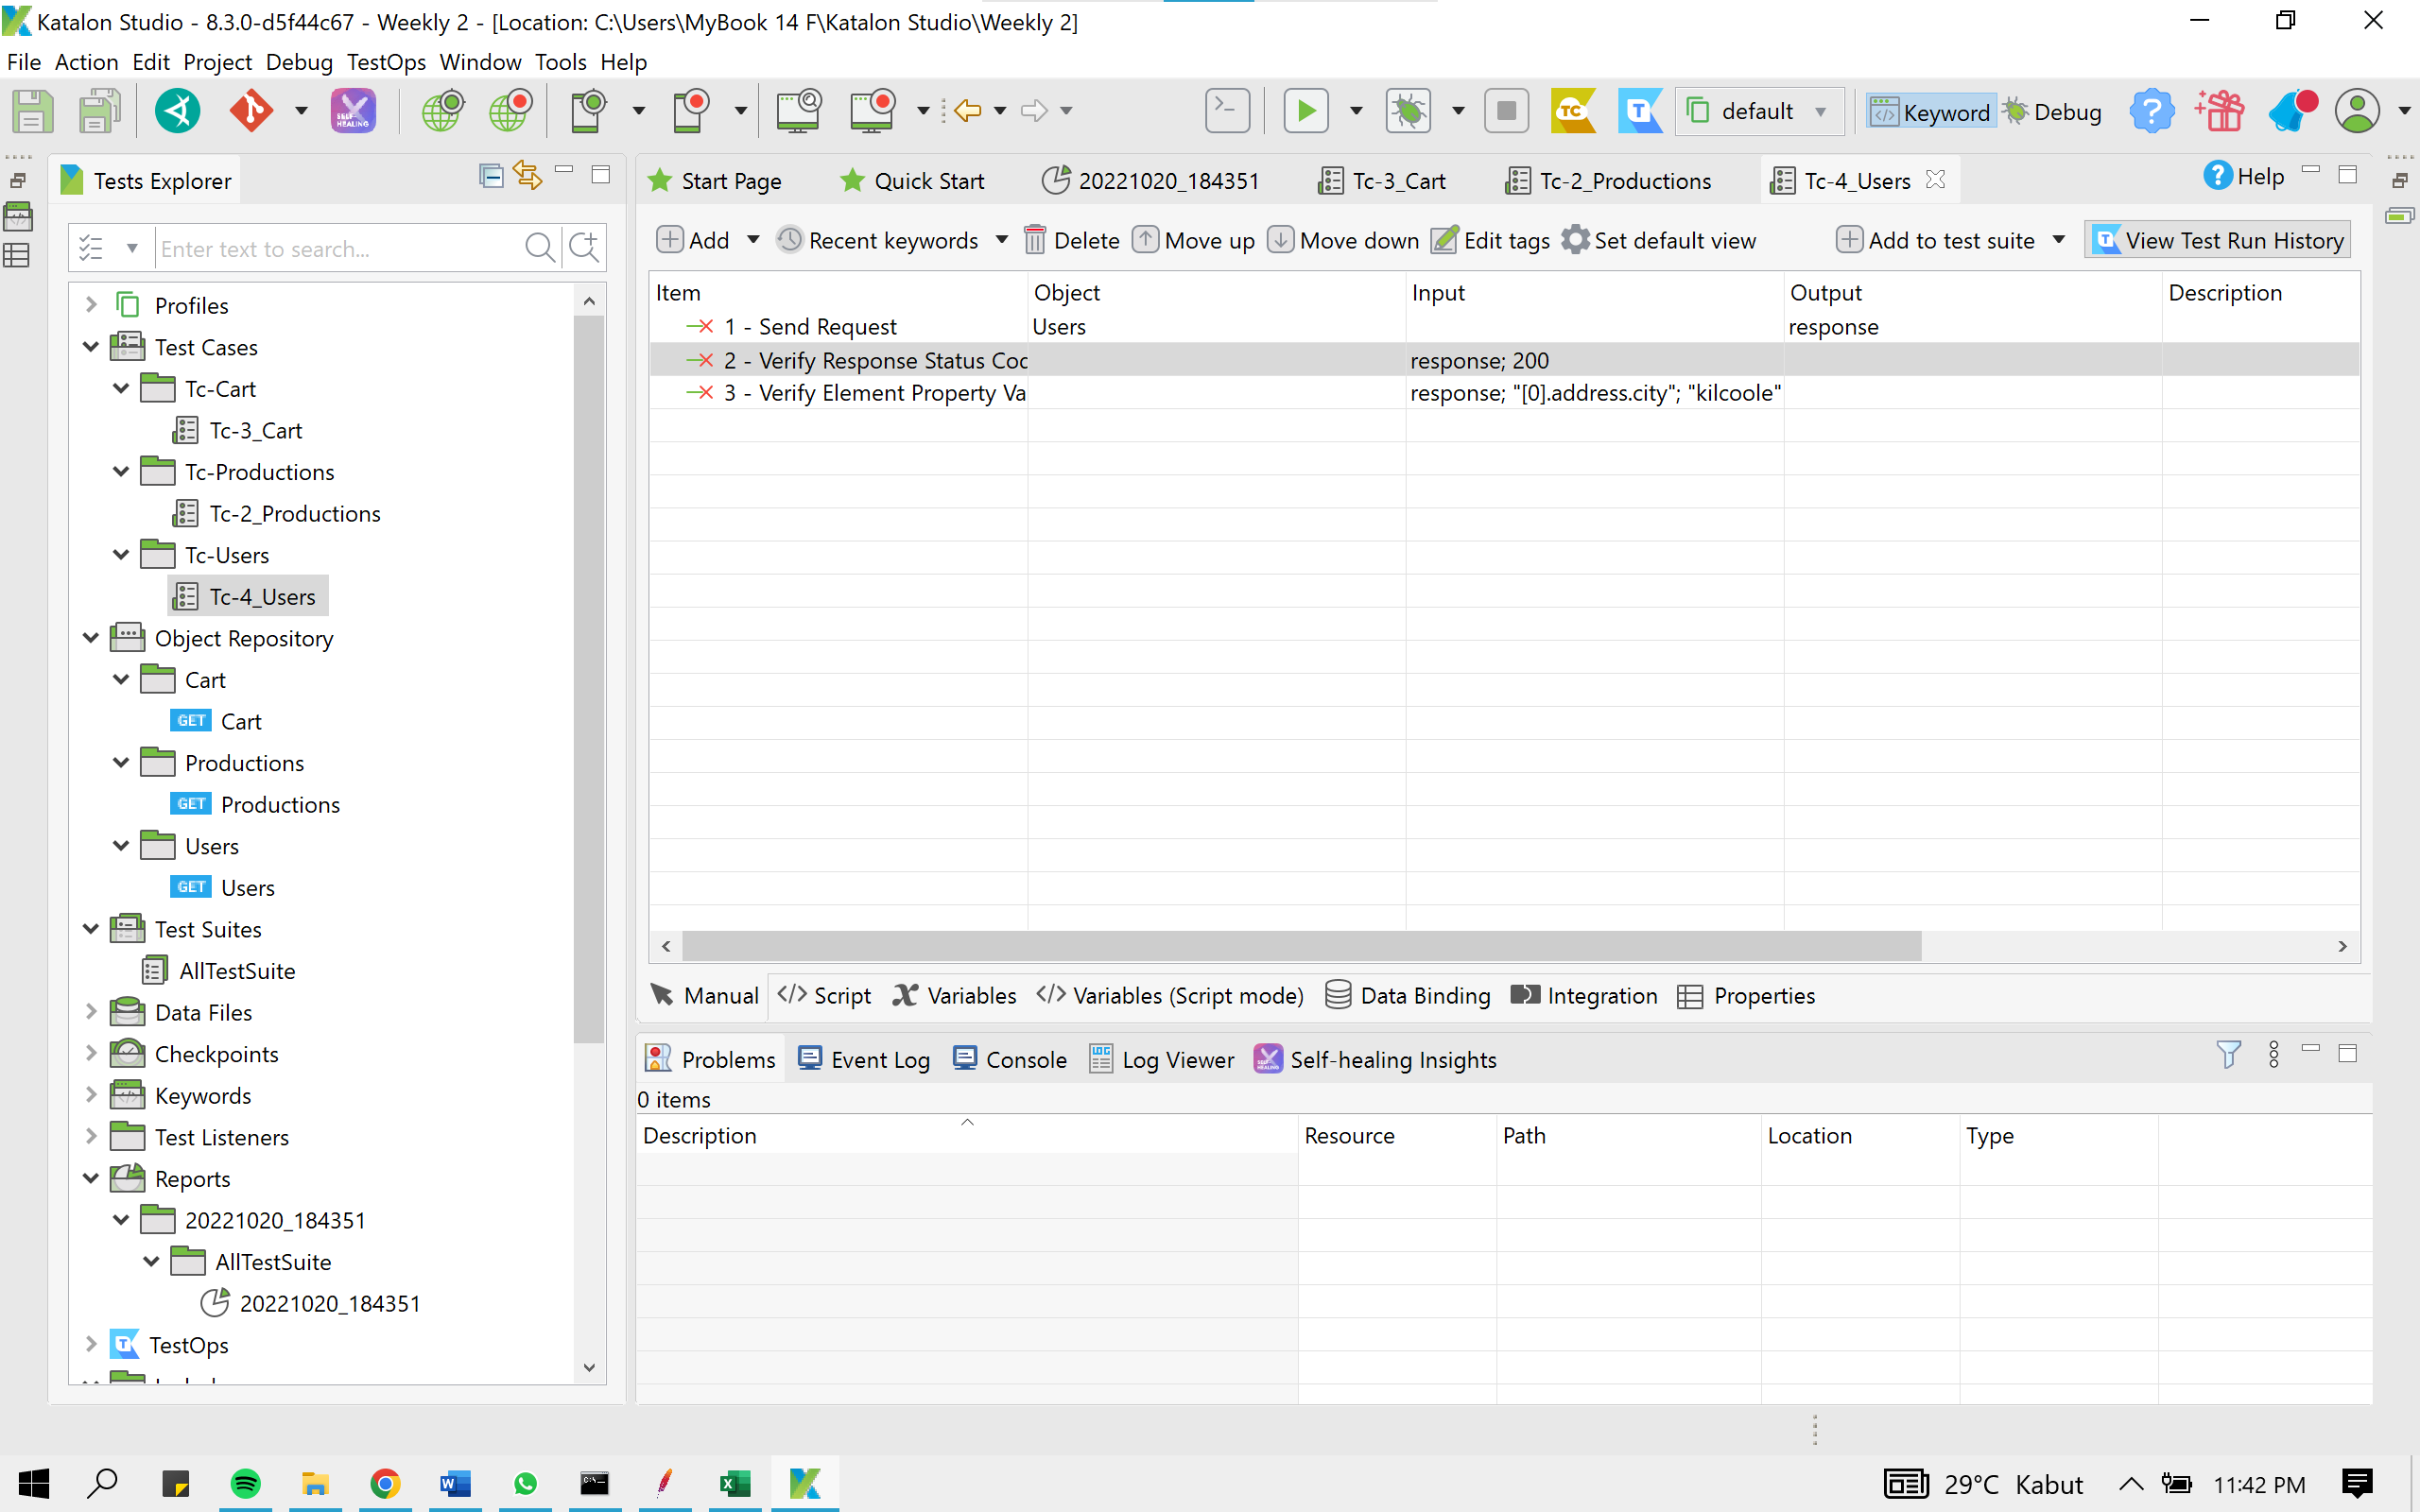 Katalon Studio - 8.3.0-d5f44c67 - Weekly 2 - [Location: C:\Users\MyBook 14 F\Katalon Studio\Weekly 2]
File Action Edit Project Debug TestOps Window Tools Help
default Keyword Debug
Tests Explorer
Enter text to search...
Profiles
Test Cases
Tc-Cart
Tc-3_Cart
Tc-Productions
Tc-2_Productions
Tc-Users
Tc-4_Users
Object Repository
Cart
GET Cart
Productions
GET Productions
Users
GET Users
Test Suites
AllTestSuite
Data Files
Checkpoints
Keywords
Test Listeners
Reports
20221020_184351
AllTestSuite
20221020_184351
TestOps
Start Page Quick Start 20221020_184351 Tc-3_Cart Tc-2_Productions Tc-4_Users Help
Add Recent keywords Delete Move up Move down Edit tags Set default view Add to test suite View Test Run History
Item Object Input Output Description
1 - Send Request Users response
2 - Verify Response Status Coc response; 200
3 - Verify Element Property Va response; "[0].address.city"; "kilcoole"
Manual Script Variables Variables (Script mode) Data Binding Integration Properties
Problems Event Log Console Log Viewer Self-healing Insights
0 items
Description Resource Path Location Type
29°C Kabut 11:42 PM